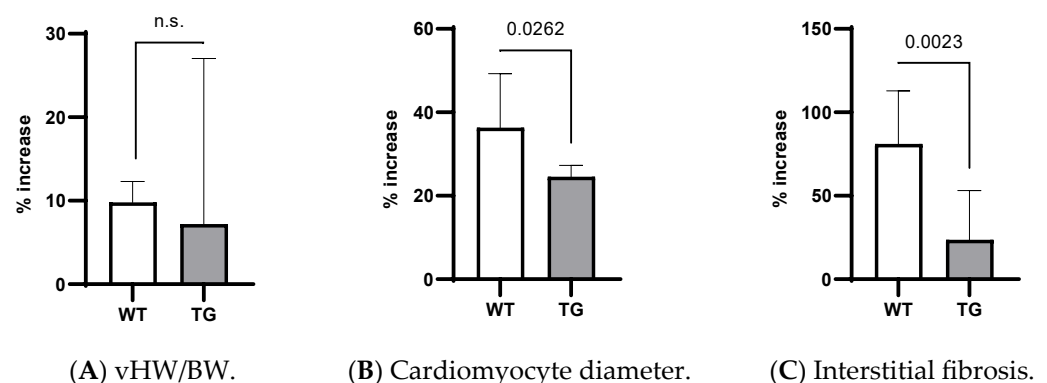 n.s.
% increase
30
20
10
0
WT TG
(A) vHW/BW.
0.0262
% increase
60
40
20
0
WT TG
(B) Cardiomyocyte diameter.
0.0023
% increase
150
100
50
0
WT TG
(C) Interstitial fibrosis.